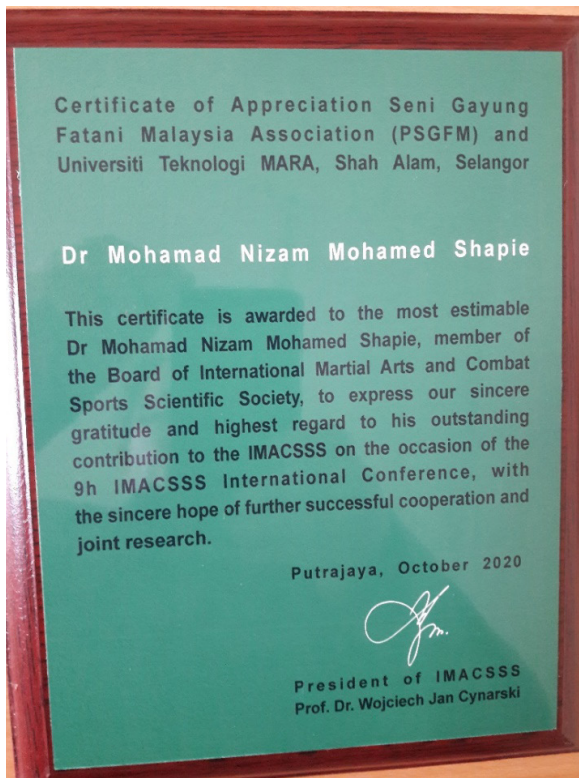 Certificate of Appreciation Seni Gayung
Fatani Malaysia Association (PSGFM) and
Universiti Teknologi MARA, Shah Alam, Selangor
Dr Mohamad Nizam Mohamed Shapie
This certificate is awarded to the most estimable
Dr Mohamad Nizam Mohamed Shapie, member of
the Board of International Martial Arts and Combat
Sports Scientific Society, to express our sincere
gratitude and highest regard to his outstanding
contribution to the IMACSSS on the occasion of the
9h IMACSSS International Conference, with
the sincere hope of further successful cooperation and
joint research.
Putrajaya, October 2020
President of IMACSSS
Prof. Dr. Wojciech Jan Cynarski